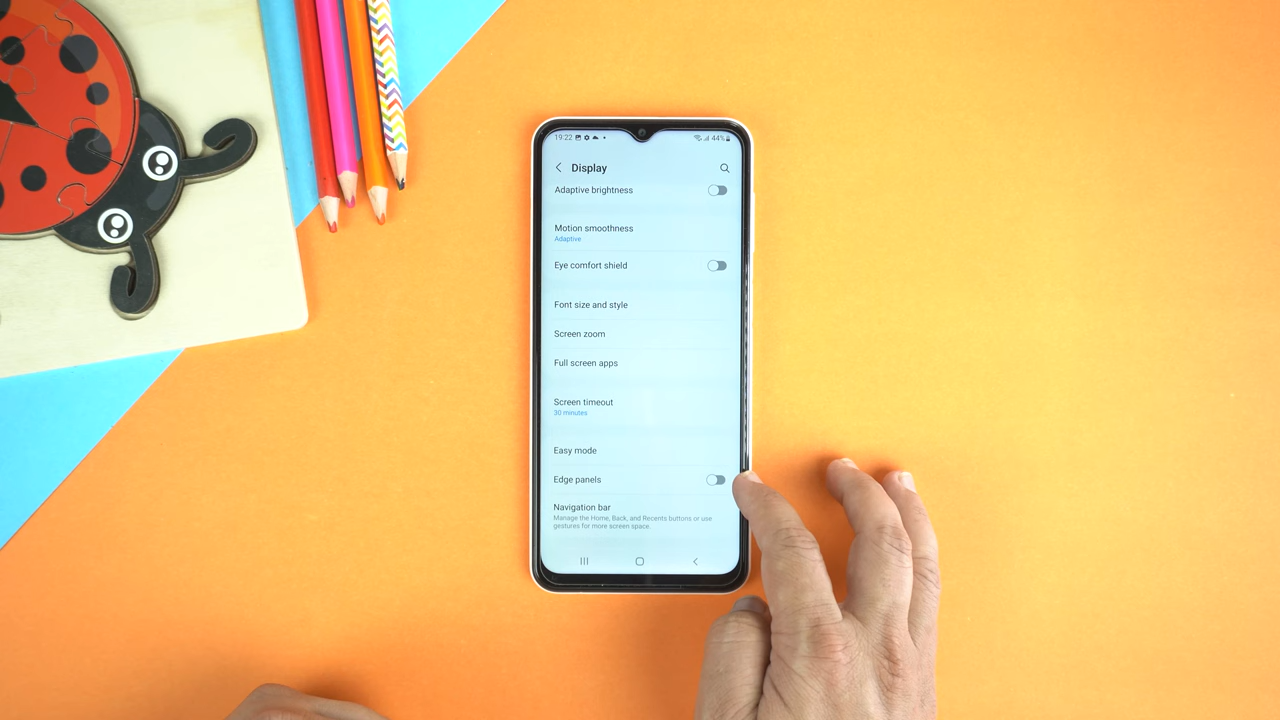 19:22 44%
Display
Adaptive brightness
Motion smoothness
Adaptive
Eye comfort shield
Font size and style
Screen zoom
Full screen apps
Screen timeout
30 minutes
Easy mode
Edge panels
Navigation bar
Manage the Home, Back, and Recents buttons or use
gestures for more screen space.